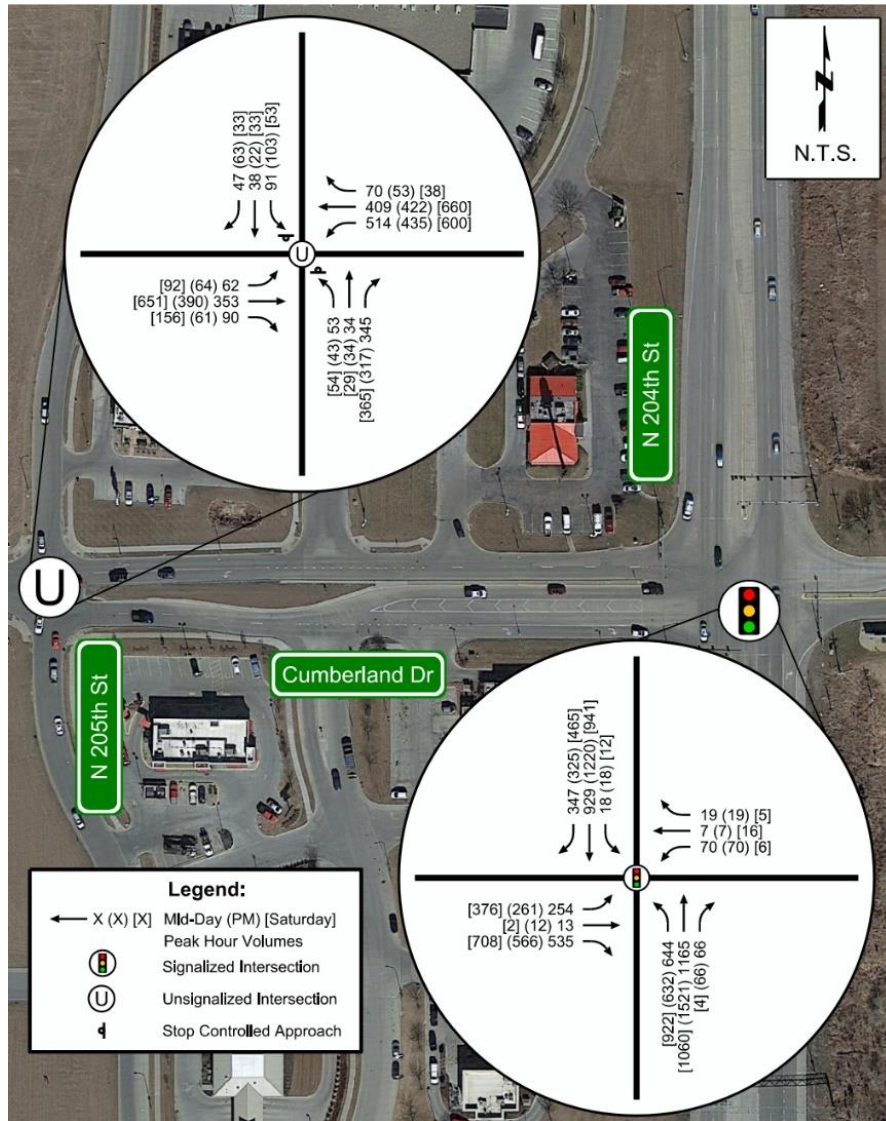 N.T.S.
47 (63) [33]
38 (22) [33]
91 (103) [53]
70 (53) [38]
409 (422) [660]
514 (435) [600]
U
[92] (64) 62
[651] (390) 353
[156] (61) 90
[54] (43) 53
[29] (34) 34
[365] (317) 345
N 204th St
U
N 205th St
Cumberland Dr
347 (325) [465]
929 (1220) [941]
18 (18) [12]
19 (19) [5]
7 (7) [16]
70 (70) [6]
[376] (261) 254
[2] (12) 13
[708] (566) 535
[922] (632) 644
[1060] (1521) 1165
[4] (66) 66
Legend:
X (X) [X] Mid-Day (PM) [Saturday]
Peak Hour Volumes
Signalized Intersection
U Unsignalized Intersection
Stop Controlled Approach